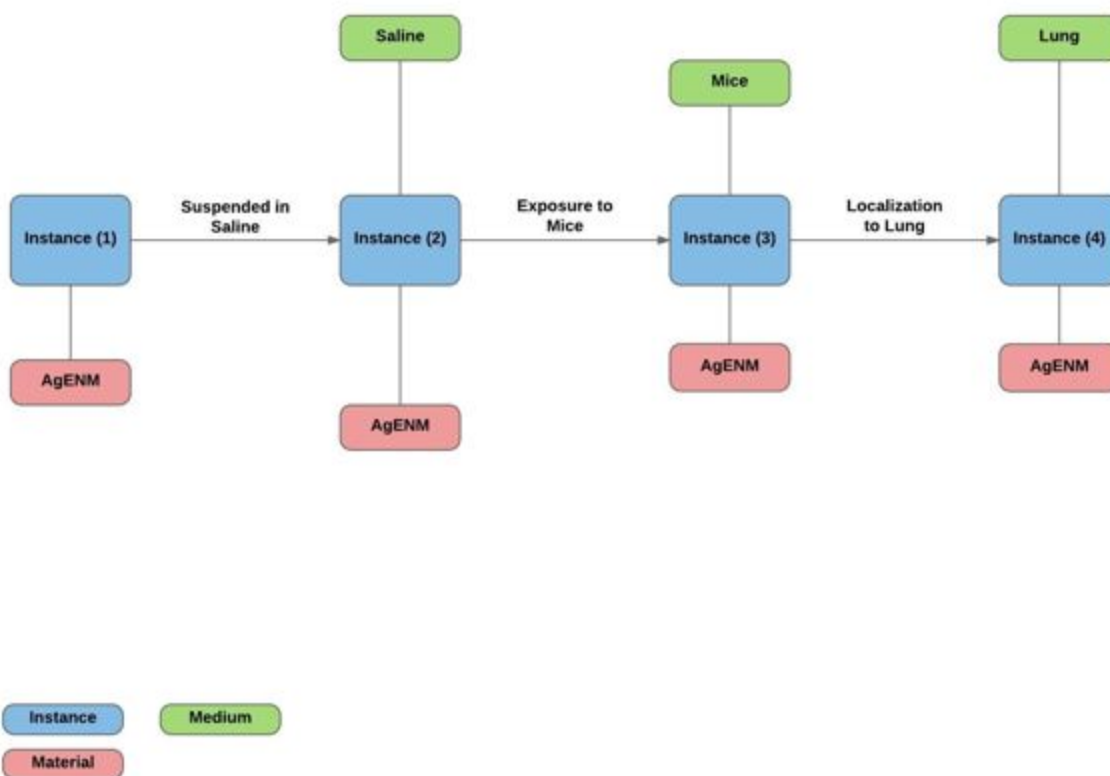 Saline
Lung
Mice
Instance (1)
Suspended in
Saline
Instance (2)
Exposure to
Mice
Instance (3)
Localization
to Lung
Instance (4)
AgENM
AgENM
AgENM
AgENM
Instance
Medium
Material